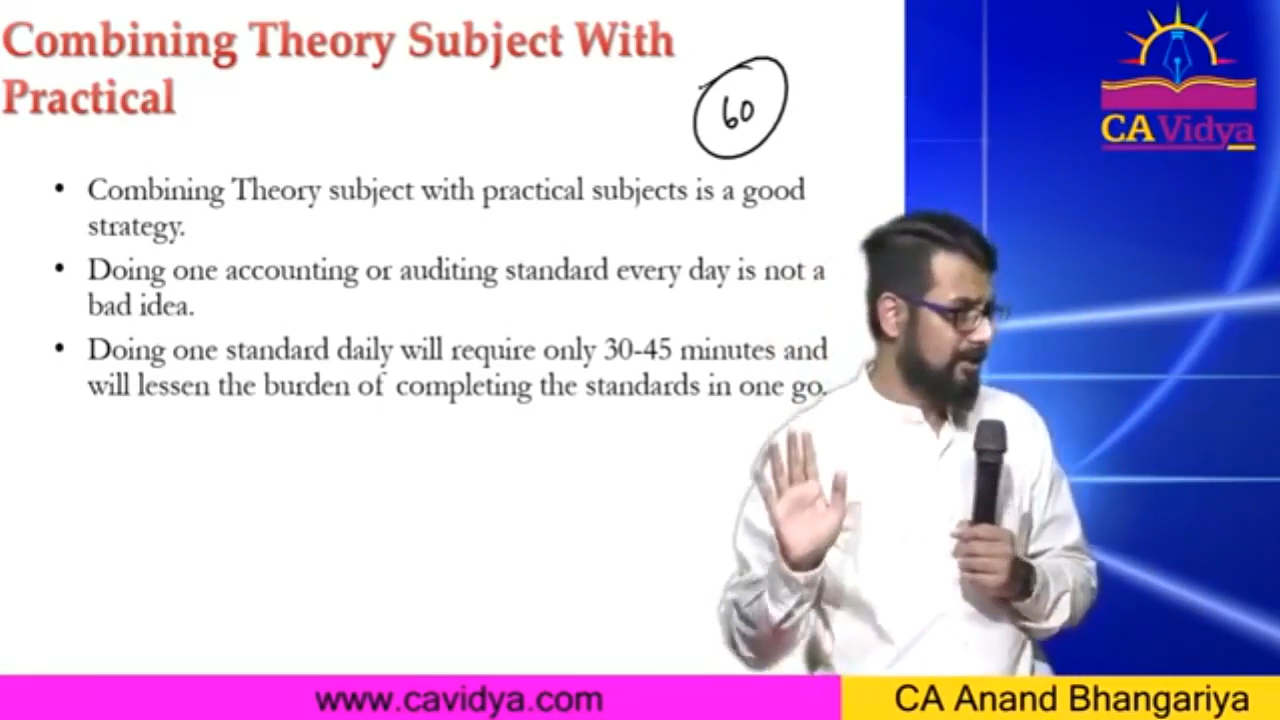 Combining Theory Subject With
Practical
60
CA Vidya
• Combining Theory subject with practical subjects is a good
strategy.
• Doing one accounting or auditing standard every day is not a
bad idea.
• Doing one standard daily will require only 30-45 minutes and
will lessen the burden of completing the standards in one go.
www.cavidya.com
CA Anand Bhangariya